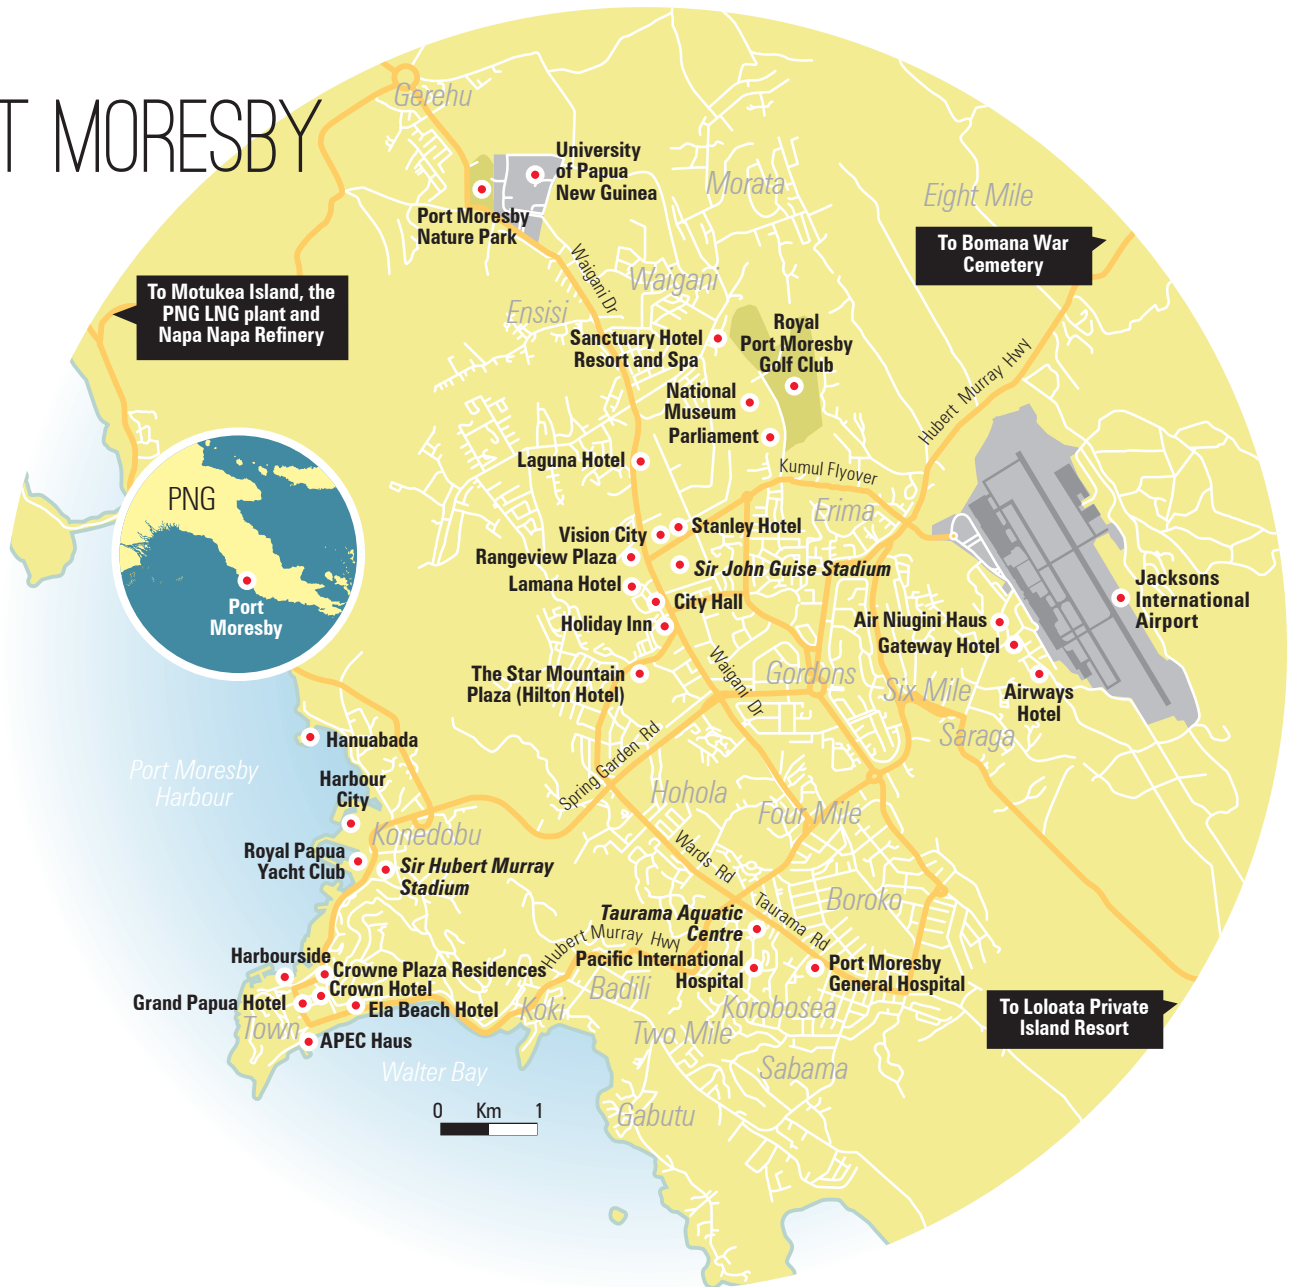 T MORESBY
Gerehu
University
of Papua
New Guinea
Port Moresby
Nature Park
Morata
Eight Mile
To Bomana War
Cemetery
Waigani Dr
Waigani
Ensisi
To Motukea Island, the
PNG LNG plant and
Napa Napa Refinery
Sanctuary Hotel
Resort and Spa
Royal
Port Moresby
Golf Club
National
Museum
Parliament
Hubert Murray Hwy
Laguna Hotel
Kumul Flyover
Erima
PNG
Port
Moresby
Vision City
Stanley Hotel
Rangeview Plaza
Sir John Guise Stadium
Lamana Hotel
City Hall
Holiday Inn
Jacksons
International
Airport
Air Niugini Haus
Gateway Hotel
Airways
Hotel
The Star Mountain
Plaza (Hilton Hotel)
Waigani Dr
Gordons
Six Mile
Saraga
Hanuabada
Port Moresby
Harbour
Harbour
City
Spring Garden Rd
Hohola
Four Mile
Konedobu
Royal Papua
Yacht Club
Sir Hubert Murray
Stadium
Wards Rd
Boroko
Taurama Rd
Taurama Aquatic
Centre
Hubert Murray Hwy
Pacific International
Hospital
Port Moresby
General Hospital
Harbourside
Crowne Plaza Residences
Crown Hotel
Grand Papua Hotel
Ela Beach Hotel
Town
APEC Haus
Koki
Badili
Korobosea
Two Mile
To Loloata Private
Island Resort
Sabama
Walter Bay
Gabutu
0 Km 1